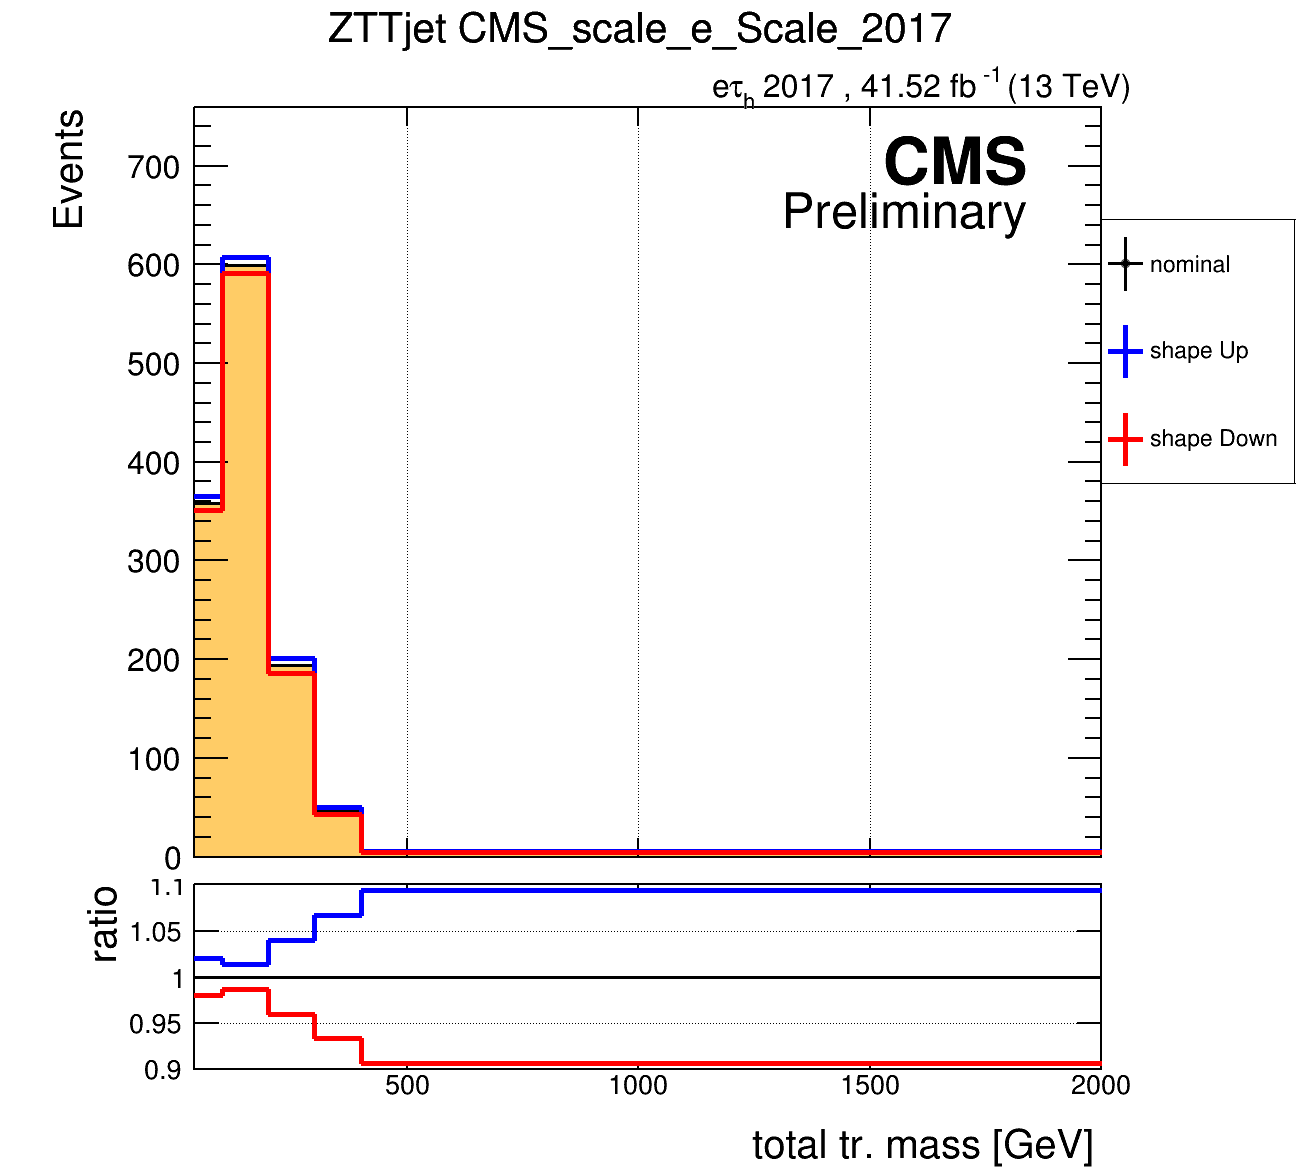 ZTTjet CMS_scale_e_Scale_2017
eτh 2017 , 41.52 fb -1 (13 TeV)
Events
700
600
500
400
300
200
100
0
CMS
Preliminary
nominal
shape Up
shape Down
ratio
1.1
1.05
1
0.95
0.9
500 1000 1500 2000
total tr. mass [GeV]